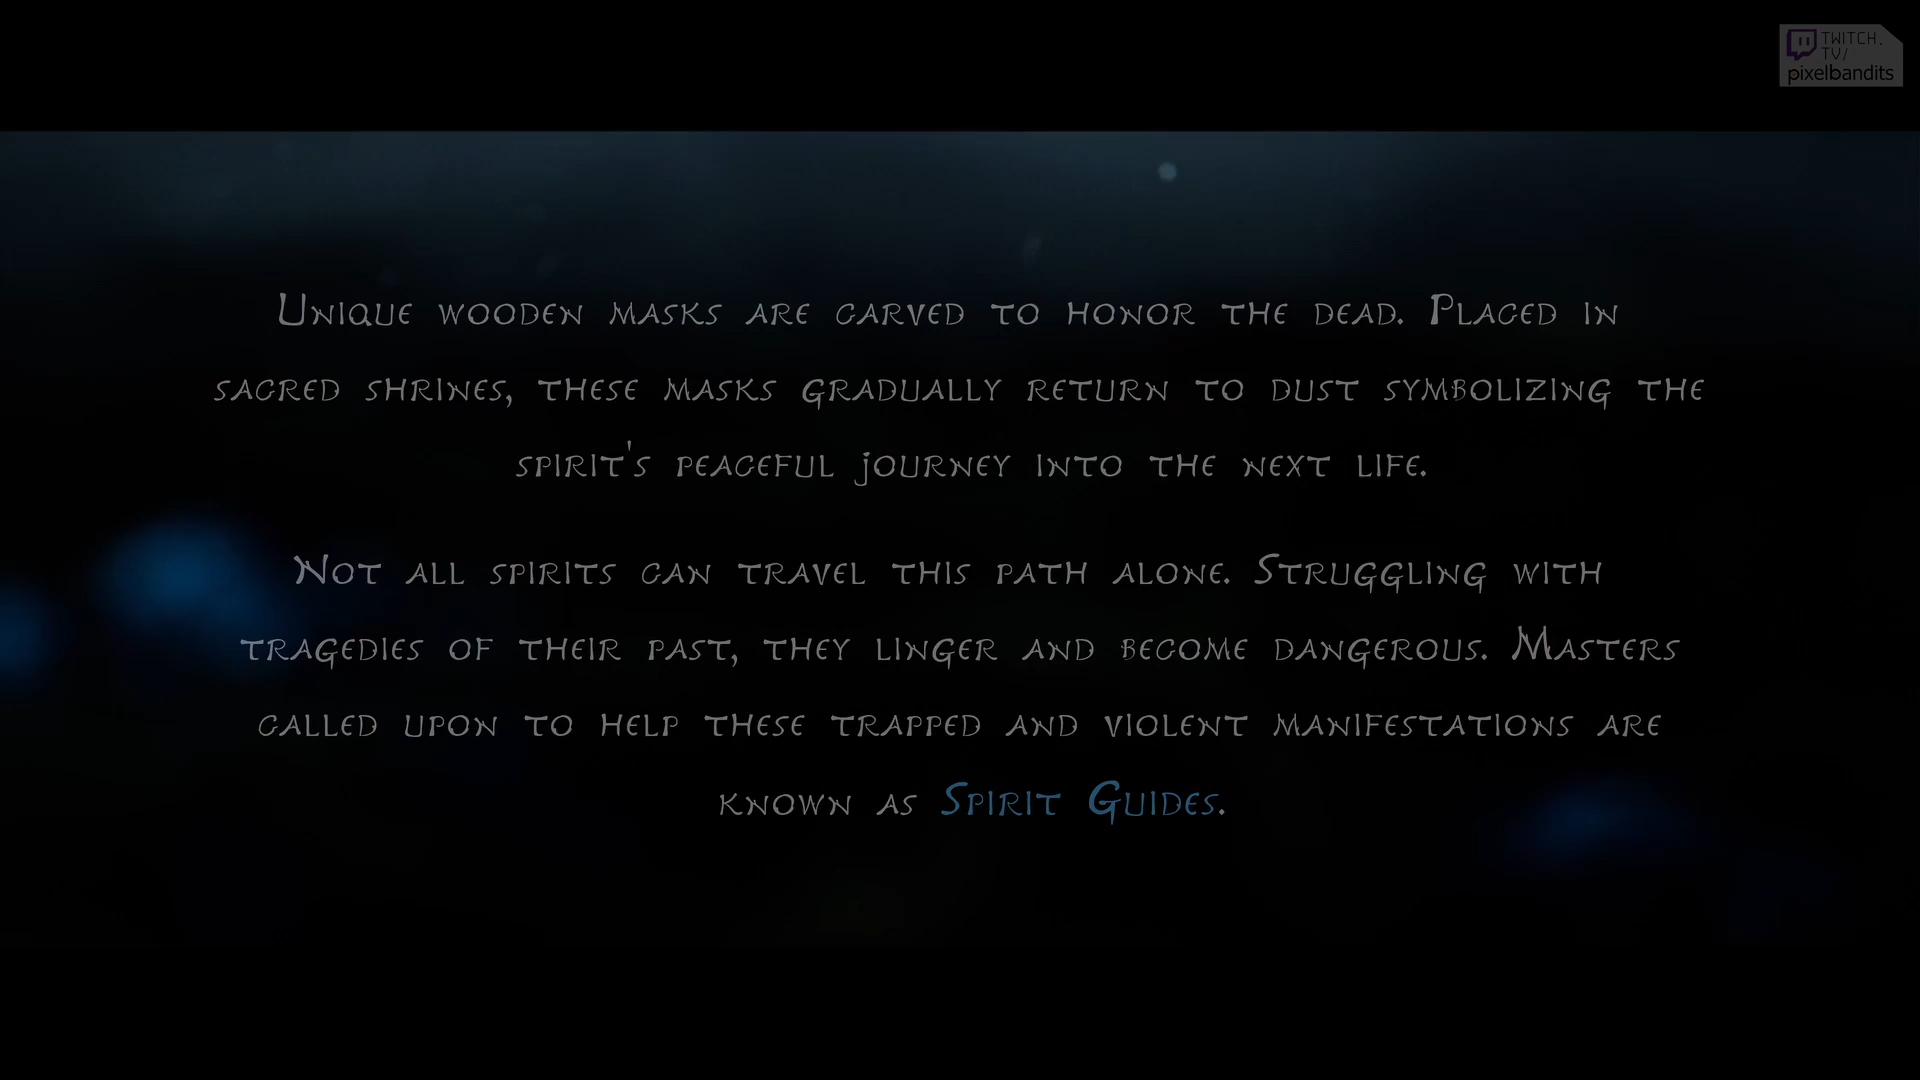 TWITCH.
TV/
pixelbandits
Unique wooden masks are carved to honor the dead. Placed in
sacred shrines, these masks gradually return to dust symbolizing the
spirit's peaceful journey into the next life.
Not all spirits can travel this path alone. Struggling with
tragedies of their past, they linger and become dangerous. Masters
called upon to help these trapped and violent manifestations are
known as Spirit Guides.